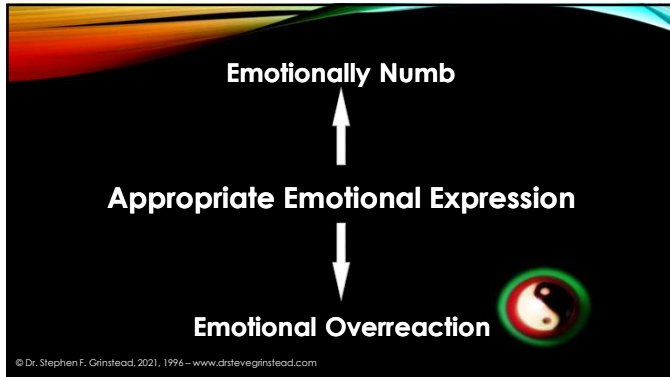 Emotionally Numb
Appropriate Emotional Expression
Emotional Overreaction
© Dr. Stephen F. Grinstead, 2021, 1996 – www.drstevegrinstead.com